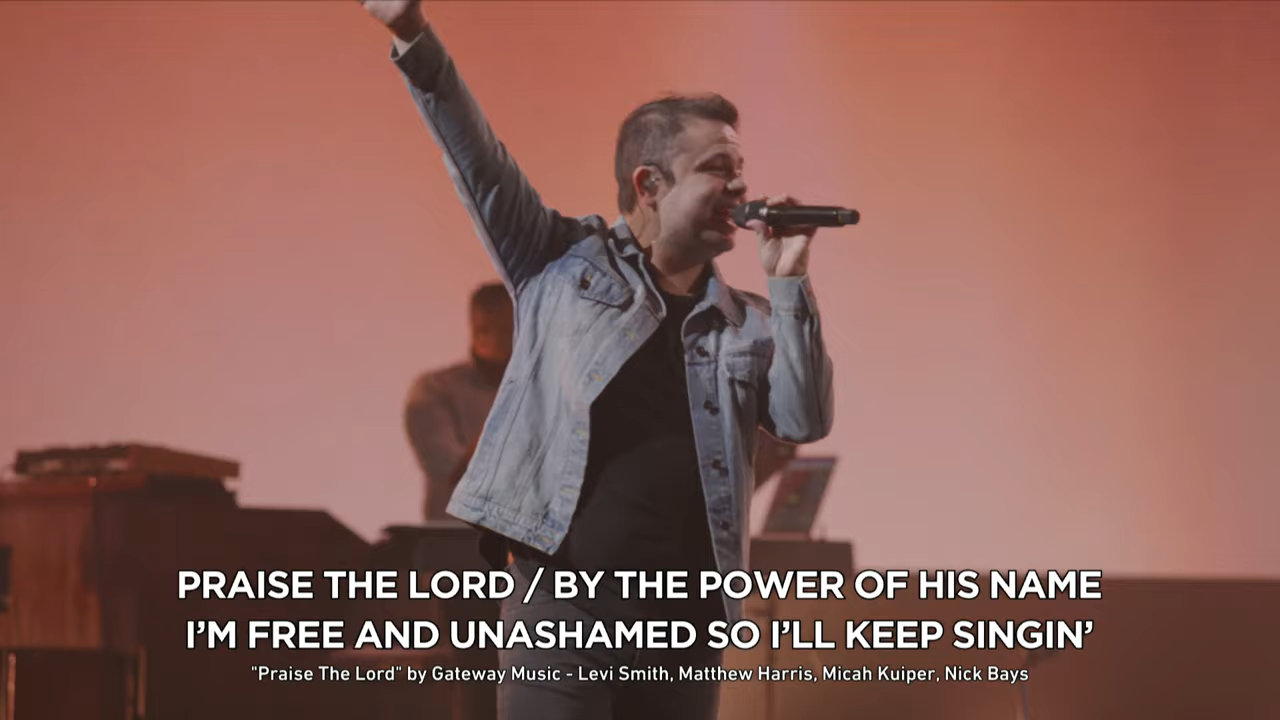 PRAISE THE LORD / BY THE POWER OF HIS NAME
I'M FREE AND UNASHAMED SO I'LL KEEP SINGIN'
"Praise The Lord" by Gateway Music - Levi Smith, Matthew Harris, Micah Kuiper, Nick Bays